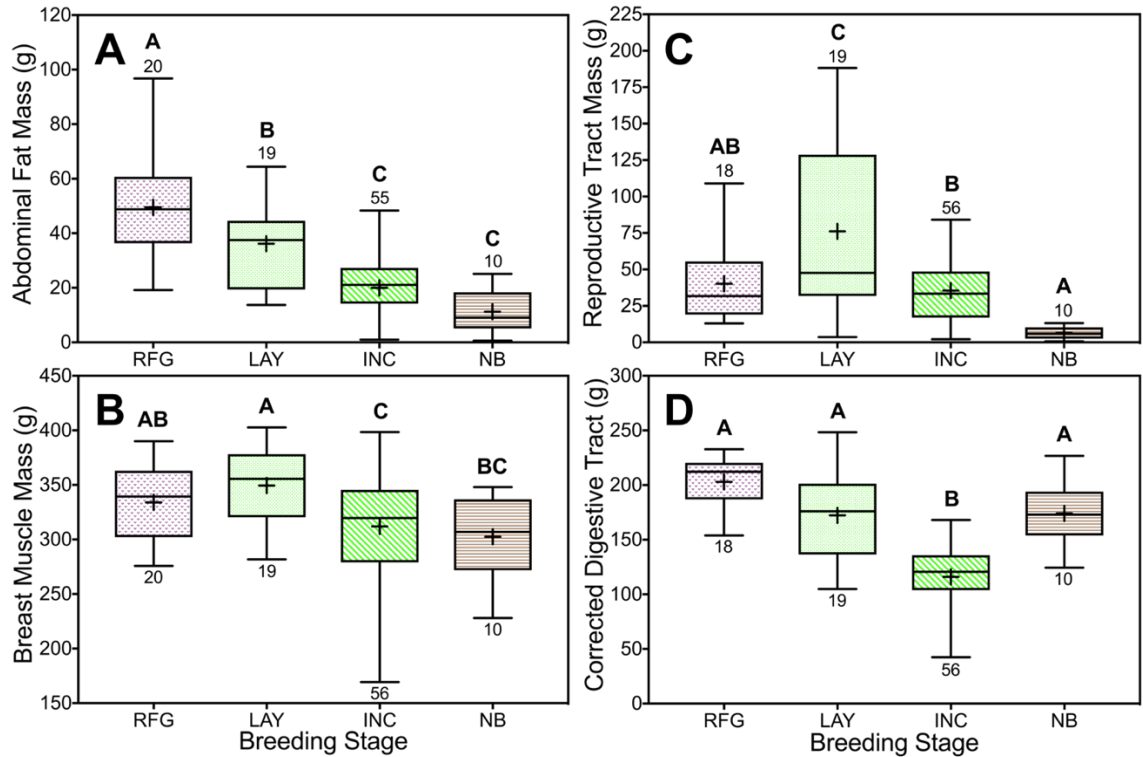 A
Abdominal Fat Mass (g)
120
100
80
60
40
20
0
A
20
B
19
C
55
C
10
RFG LAY INC NB
C
Reproductive Tract Mass (g)
225
200
175
150
125
100
75
50
25
0
AB
18
C
19
B
56
A
10
RFG LAY INC NB
B
Breast Muscle Mass (g)
450
400
350
300
250
200
150
AB
20
A
19
C
56
BC
10
RFG LAY INC NB
Breeding Stage
D
Corrected Digestive Tract (g)
300
250
200
150
100
50
0
A
18
A
19
B
56
A
10
RFG LAY INC NB
Breeding Stage